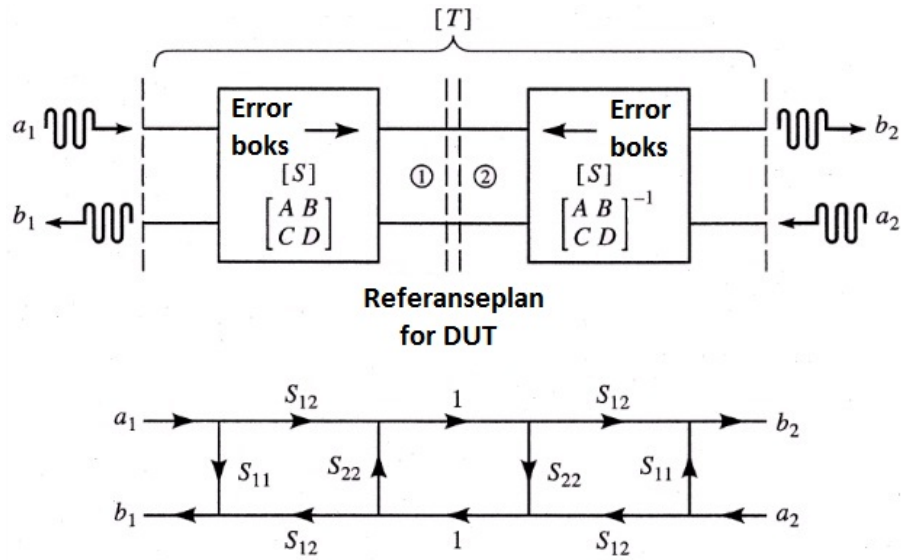 [T]
a₁
Error boks
[S]
[A B
C D]
①
②
Error boks
[S]
[A B
C D]⁻¹
b₂
b₁
a₂
Referanseplan
for DUT
a₁
S₁₂
1
S₁₂
b₂
S₁₁
S₂₂
S₂₂
S₁₁
b₁
S₁₂
1
S₁₂
a₂